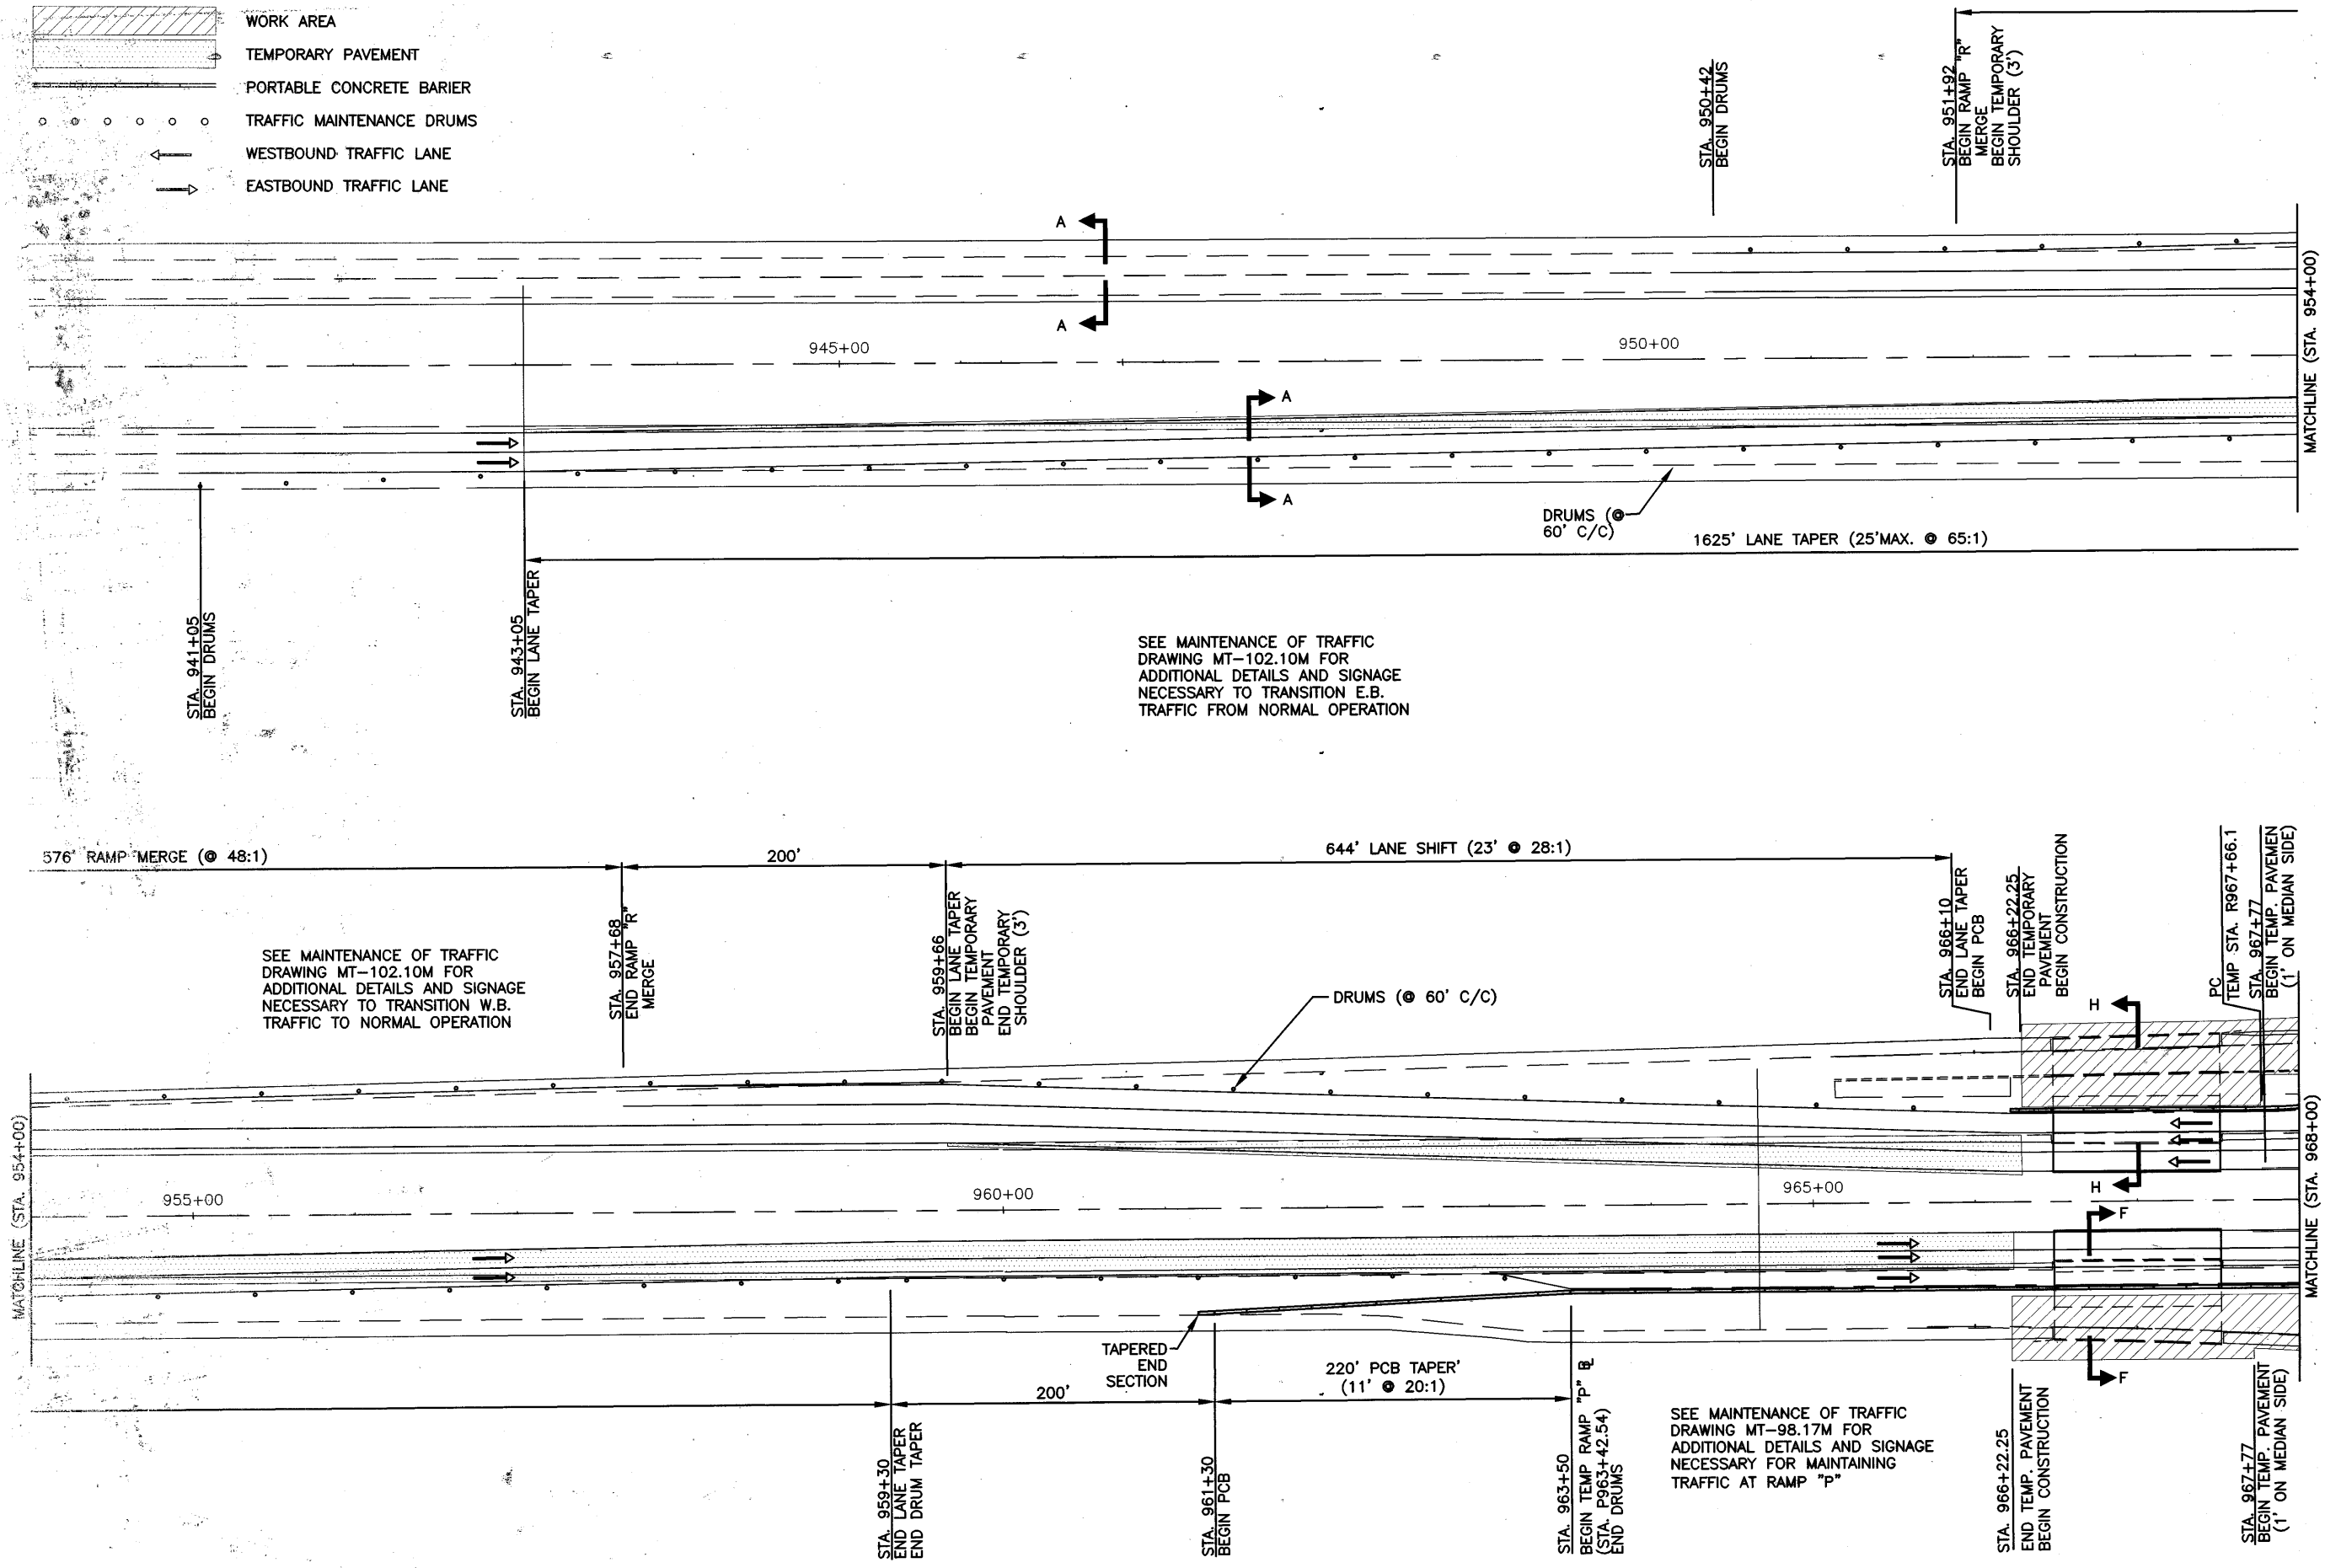 WORK AREA
TEMPORARY PAVEMENT
PORTABLE CONCRETE BARIER
TRAFFIC MAINTENANCE DRUMS
WESTBOUND TRAFFIC LANE
EASTBOUND TRAFFIC LANE
STA. 950+42
BEGIN DRUMS
STA. 951+92
BEGIN RAMP "R"
MERGE
BEGIN TEMPORARY
SHOULDER (3')
A
A
945+00
950+00
MATCHLINE (STA. 954+00)
A
A
DRUMS (@
60' C/C)
1625' LANE TAPER (25'MAX. @ 65:1)
STA. 941+05
BEGIN DRUMS
STA. 943+05
BEGIN LANE TAPER
SEE MAINTENANCE OF TRAFFIC
DRAWING MT-102.10M FOR
ADDITIONAL DETAILS AND SIGNAGE
NECESSARY TO TRANSITION E.B.
TRAFFIC FROM NORMAL OPERATION
576' RAMP MERGE (@ 48:1)
200'
644' LANE SHIFT (23' @ 28:1)
SEE MAINTENANCE OF TRAFFIC
DRAWING MT-102.10M FOR
ADDITIONAL DETAILS AND SIGNAGE
NECESSARY TO TRANSITION W.B.
TRAFFIC TO NORMAL OPERATION
STA. 957+68
END RAMP "R"
MERGE
STA. 959+66
BEGIN LANE TAPER
BEGIN TEMPORARY
PAVEMENT
END TEMPORARY
SHOULDER (3')
DRUMS (@ 60' C/C)
STA. 966+10
END LANE TAPER
BEGIN PCB
STA. 966+22.25
END TEMPORARY
PAVEMENT
BEGIN CONSTRUCTION
PC
TEMP STA. R967+66.1
STA. 967+77
BEGIN TEMP. PAVEMEN
(1' ON MEDIAN SIDE)
H
H
MATCHLINE (STA. 954+00)
955+00
960+00
965+00
MATCHLINE (STA. 968+00)
F
F
TAPERED
END
SECTION
200'
220' PCB TAPER'
(11' @ 20:1)
STA. 959+30
END LANE TAPER
END DRUM TAPER
STA. 961+30
BEGIN PCB
STA. 963+50
BEGIN TEMP RAMP "P" BL
(STA. P963+42.54)
END DRUMS
SEE MAINTENANCE OF TRAFFIC
DRAWING MT-98.17M FOR
ADDITIONAL DETAILS AND SIGNAGE
NECESSARY FOR MAINTAINING
TRAFFIC AT RAMP "P"
STA. 966+22.25
END TEMP. PAVEMENT
BEGIN CONSTRUCTION
STA. 967+77
BEGIN TEMP. PAVEMENT
(1' ON MEDIAN SIDE)